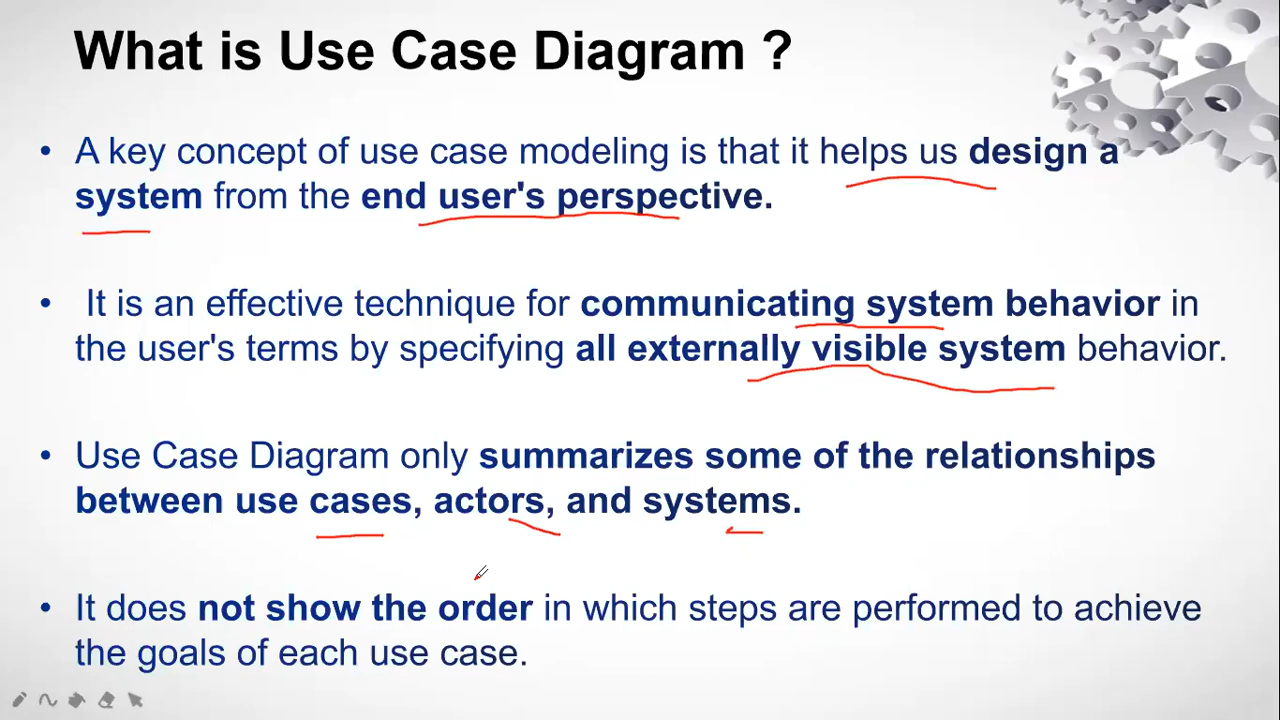 What is Use Case Diagram ?
• A key concept of use case modeling is that it helps us design a
system from the end user's perspective.
• It is an effective technique for communicating system behavior in
the user's terms by specifying all externally visible system behavior.
• Use Case Diagram only summarizes some of the relationships
between use cases, actors, and systems.
• It does not show the order in which steps are performed to achieve
the goals of each use case.